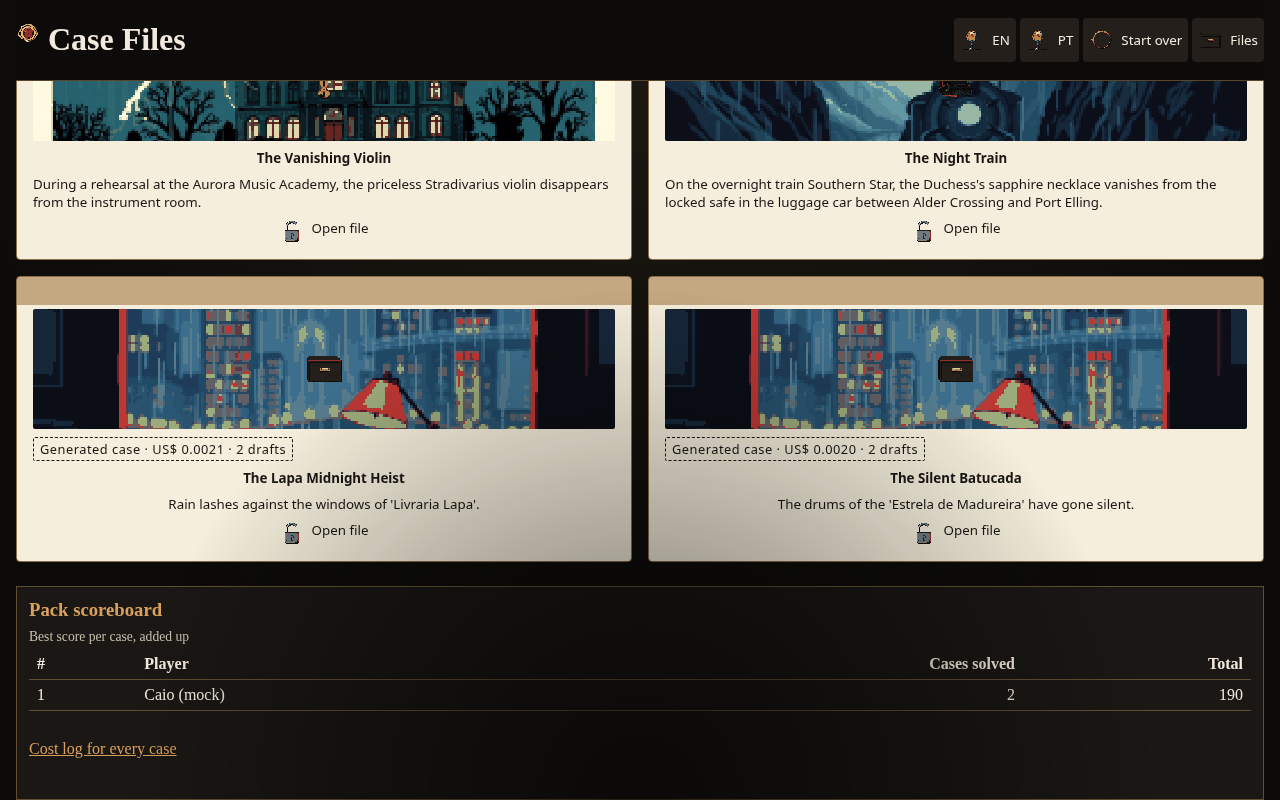 Case Files
EN
PT
Start over
Files
The Vanishing Violin
During a rehearsal at the Aurora Music Academy, the priceless Stradivarius violin disappears
from the instrument room.
Open file
The Night Train
On the overnight train Southern Star, the Duchess's sapphire necklace vanishes from the
locked safe in the luggage car between Alder Crossing and Port Elling.
Open file
Generated case · US$ 0.0021 · 2 drafts
The Lapa Midnight Heist
Rain lashes against the windows of 'Livraria Lapa'.
Open file
Generated case · US$ 0.0020 · 2 drafts
The Silent Batucada
The drums of the 'Estrela de Madureira' have gone silent.
Open file
Pack scoreboard
Best score per case, added up
# Player Cases solved Total
1 Caio (mock) 2 190
Cost log for every case